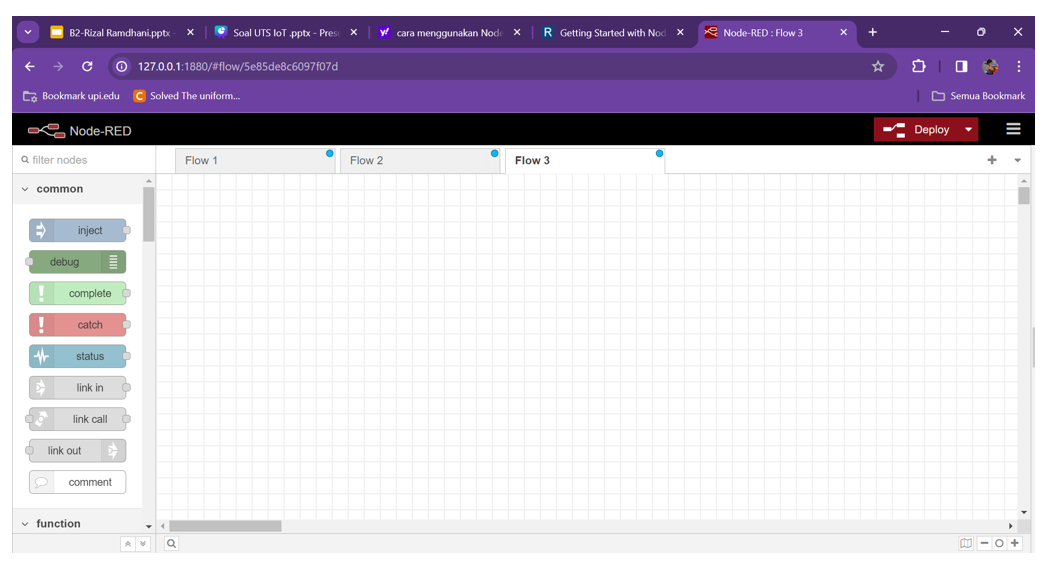 B2-Rizal Ramdhani.pptx -
Soal UTS IoT .pptx - Pres
cara menggunakan Node
R Getting Started with Nod
Node-RED : Flow 3
127.0.0.1:1880/#flow/5e85de8c6097f07d
Bookmark upi.edu
C Solved The uniform...
Semua Bookmark
Node-RED
Deploy
filter nodes
Flow 1
Flow 2
Flow 3
common
inject
debug
complete
catch
status
link in
link call
link out
comment
function